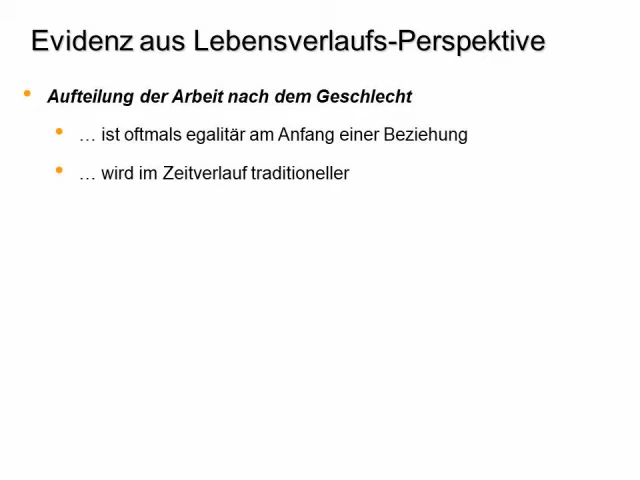 Evidenz aus Lebensverlaufs-Perspektive
• Aufteilung der Arbeit nach dem Geschlecht
• … ist oftmals egalitär am Anfang einer Beziehung
• … wird im Zeitverlauf traditioneller